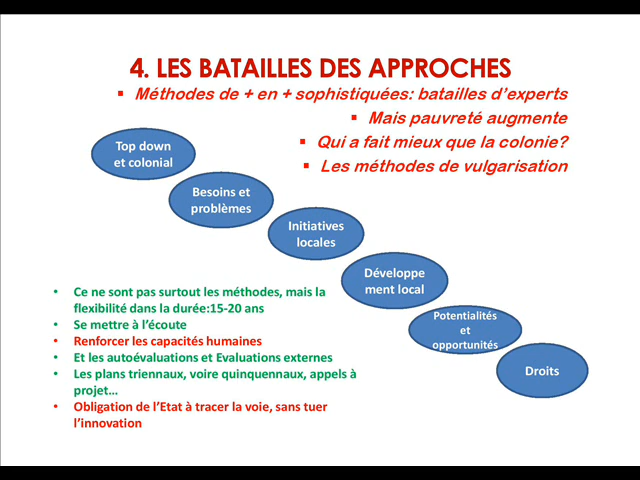 4. LES BATAILLES DES APPROCHES
▪ Méthodes de + en + sophistiquées: batailles d'experts
▪ Mais pauvreté augmente
▪ Qui a fait mieux que la colonie?
▪ Les méthodes de vulgarisation
Top down
et colonial
Besoins et
problèmes
Initiatives
locales
Développe
ment local
Potentialités
et
opportunités
Droits
• Ce ne sont pas surtout les méthodes, mais la
flexibilité dans la durée:15-20 ans
• Se mettre à l'écoute
• Renforcer les capacités humaines
• Et les autoévaluations et Evaluations externes
• Les plans triennaux, voire quinquennaux, appels à
projet...
• Obligation de l'Etat à tracer la voie, sans tuer
l'innovation